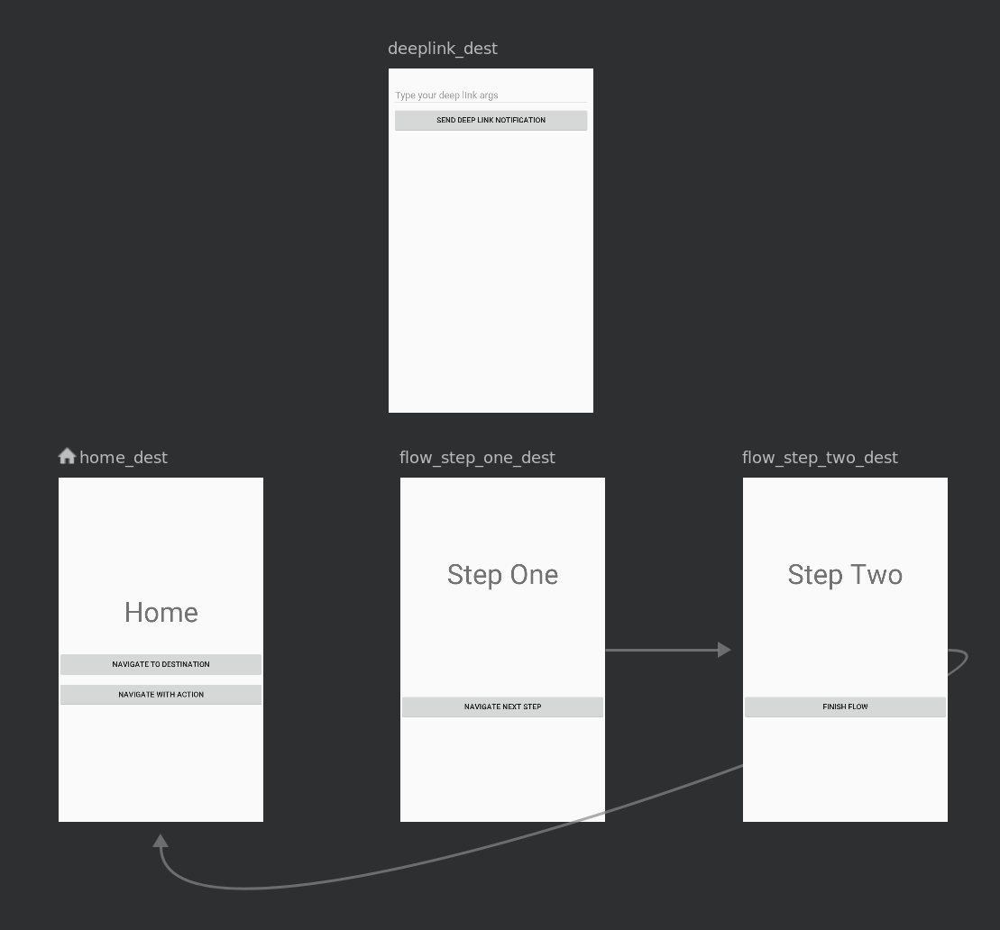 deeplink_dest
Type your deep link args
SEND DEEP LINK NOTIFICATION
home_dest
Home
NAVIGATE TO DESTINATION
NAVIGATE WITH ACTION
flow_step_one_dest
Step One
NAVIGATE NEXT STEP
flow_step_two_dest
Step Two
FINISH FLOW